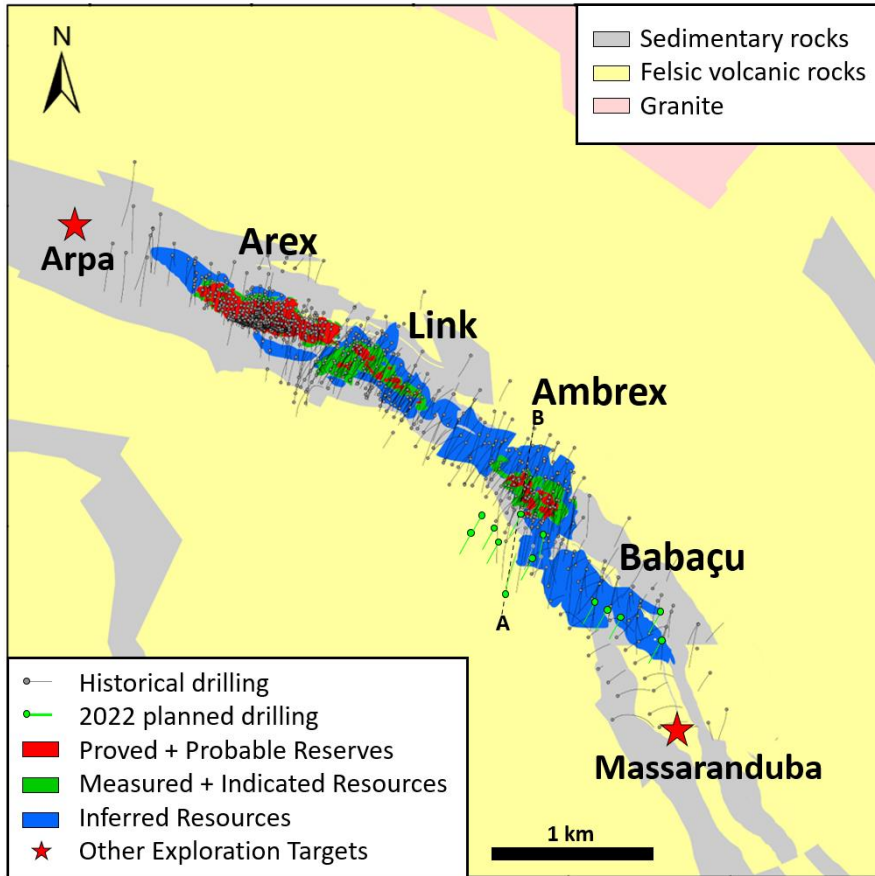 N
Sedimentary rocks
Felsic volcanic rocks
Granite
Arpa
Arex
Link
Ambrex
B
Babaçu
A
Massaranduba
Historical drilling
2022 planned drilling
Proved + Probable Reserves
Measured + Indicated Resources
Inferred Resources
Other Exploration Targets
1 km